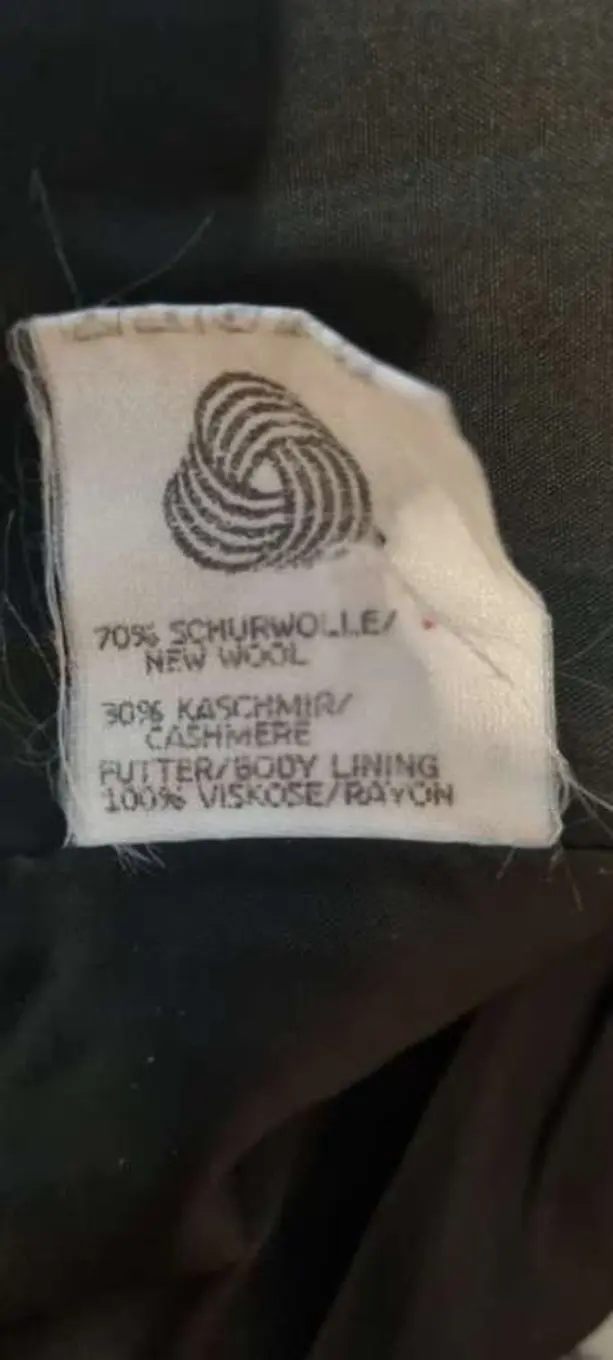 70% SCHURWOLLE/
NEW WOOL
30% KASCHMIR/
CASHMERE
FUTTER/BODY LINING
100% VISKOSE/RAYON